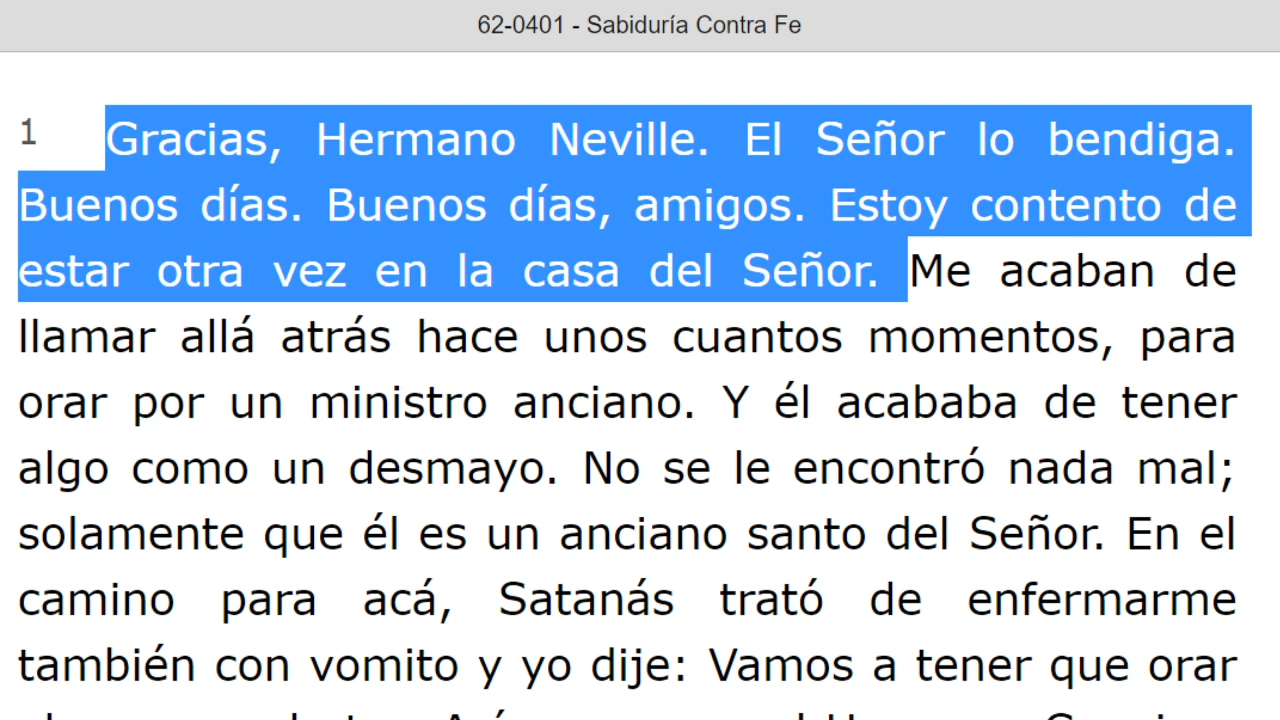 62-0401 - Sabiduría Contra Fe
1 Gracias, Hermano Neville. El Señor lo bendiga.
Buenos días. Buenos días, amigos. Estoy contento de
estar otra vez en la casa del Señor. Me acaban de
llamar allá atrás hace unos cuantos momentos, para
orar por un ministro anciano. Y él acababa de tener
algo como un desmayo. No se le encontró nada mal;
solamente que él es un anciano santo del Señor. En el
camino para acá, Satanás trató de enfermarme
también con vomito y yo dije: Vamos a tener que orar